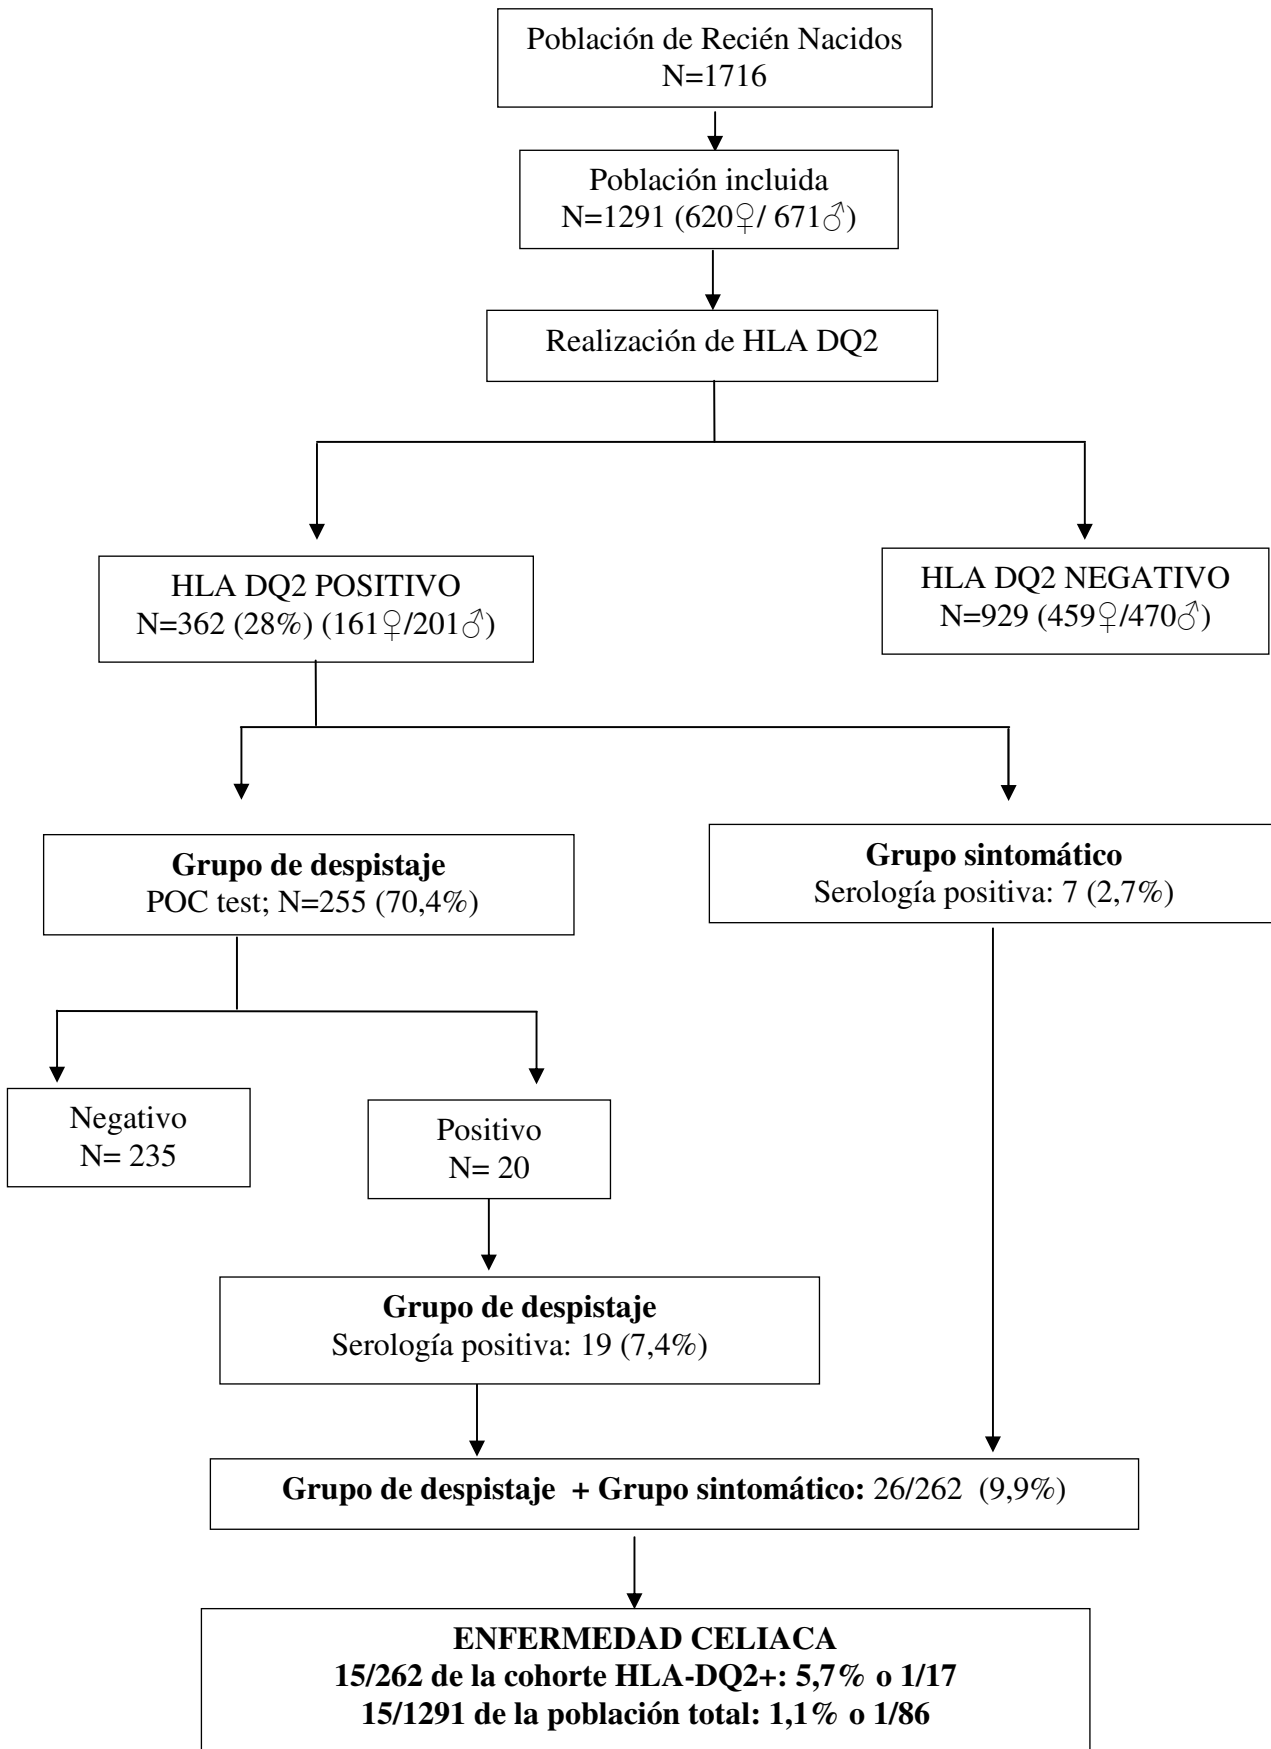 Población de Recién Nacidos
N=1716
Población incluida
N=1291 (620♀/ 671♂)
Realización de HLA DQ2
HLA DQ2 POSITIVO
N=362 (28%) (161♀/201♂)
HLA DQ2 NEGATIVO
N=929 (459♀/470♂)
Grupo de despistaje
POC test; N=255 (70,4%)
Grupo sintomático
Serología positiva: 7 (2,7%)
Negativo
N= 235
Positivo
N= 20
Grupo de despistaje
Serología positiva: 19 (7,4%)
Grupo de despistaje + Grupo sintomático: 26/262 (9,9%)
ENFERMEDAD CELIACA
15/262 de la cohorte HLA-DQ2+: 5,7% o 1/17
15/1291 de la población total: 1,1% o 1/86